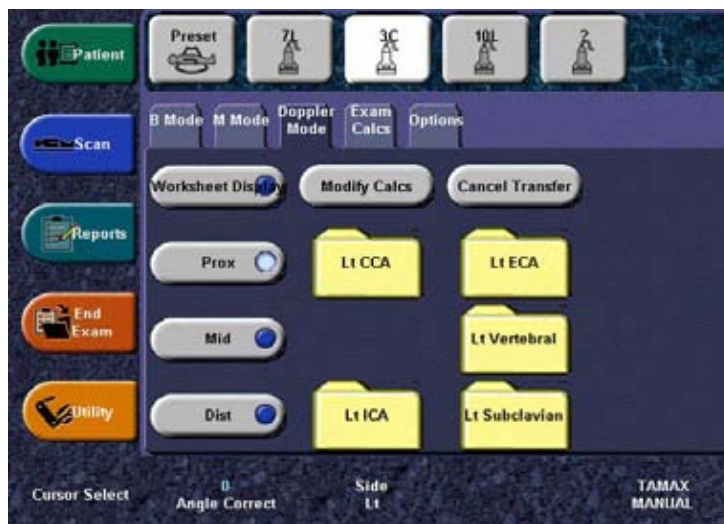 Patient
Preset
7L
3C
10L
2
Scan
B Mode
M Mode
Doppler
Mode
Exam
Calcs
Options
Worksheet Display
Modify Calcs
Cancel Transfer
Reports
Prox
Lt CCA
Lt ECA
End
Exam
Mid
Lt Vertebral
Utility
Dist
Lt ICA
Lt Subclavian
Cursor Select
0
Angle Correct
Side
Lt
TAMAX
MANUAL